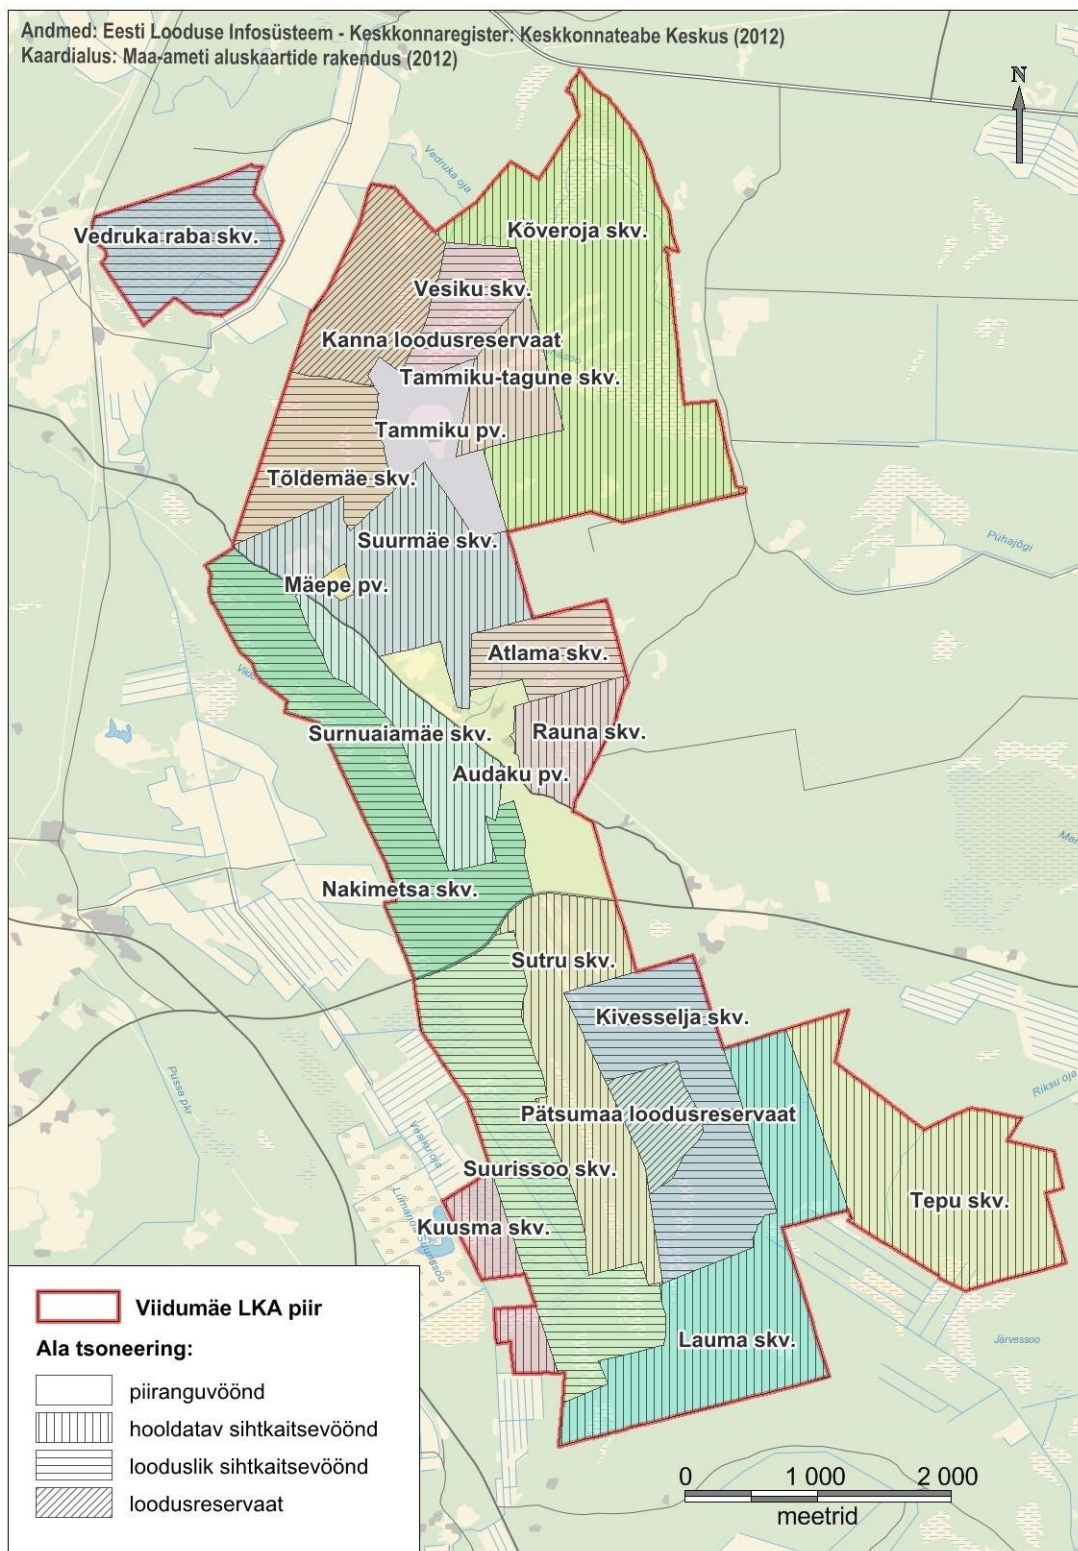 Andmed: Eesti Looduse Infosüsteem - Keskkonnaregister: Keskkonnateabe Keskus (2012)
Kaardialus: Maa-ameti aluskaartide rakendus (2012)
N
Vedruka oja
Kõveroja skv.
Vedruka raba skv.
Vesiku skv.
Kanna loodusreservaat
Tammiku-tagune skv.
Tammiku pv.
Tõldemäe skv.
Suurmäe skv.
Pühajõgi
Mäepe pv.
Atlama skv.
Surnuaiamäe skv.
Rauna skv.
Audaku pv.
Nakimetsa skv.
Sutru skv.
Kivesselja skv.
Riksu oja
Pussa pkr
Pätsumaa loodusreservaat
Vesiku oja
Suurissoo skv.
Tepu skv.
Kuusma skv.
Järvessoo
Lauma skv.
Viidumäe LKA piir
Ala tsoneering:
piiranguvöönd
hooldatav sihtkaitsevöönd
looduslik sihtkaitsevöönd
loodusreservaat
0 1 000 2 000
meetrid